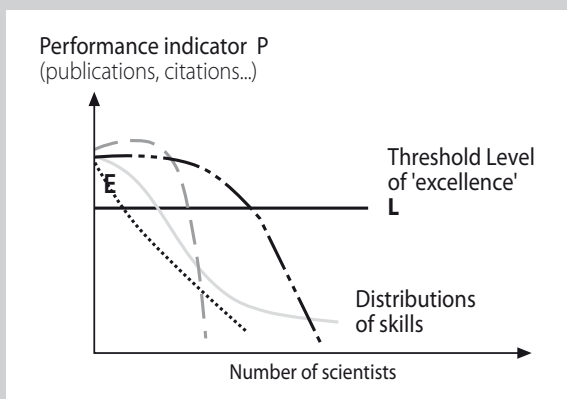 Performance indicator P
(publications, citations...)
Threshold Level
of 'excellence'
L
E
Distributions
of skills
Number of scientists